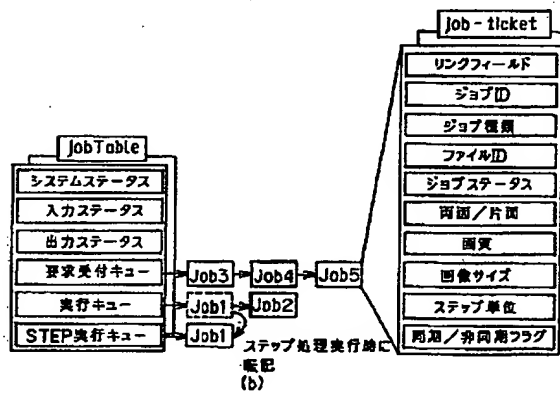 Job-ticket
リンクフィールド
ジョブID
ジョブ種類
ファイルID
ジョブステータス
両面/片面
画質
画像サイズ
ステップ単位
同期/非同期フラグ
JobTable
システムステータス
入力ステータス
出力ステータス
要求受付キュー
Job3
Job4
Job5
実行キュー
Job1
Job2
STEP実行キュー
Job1
ステップ処理実行時に
転記
(b)